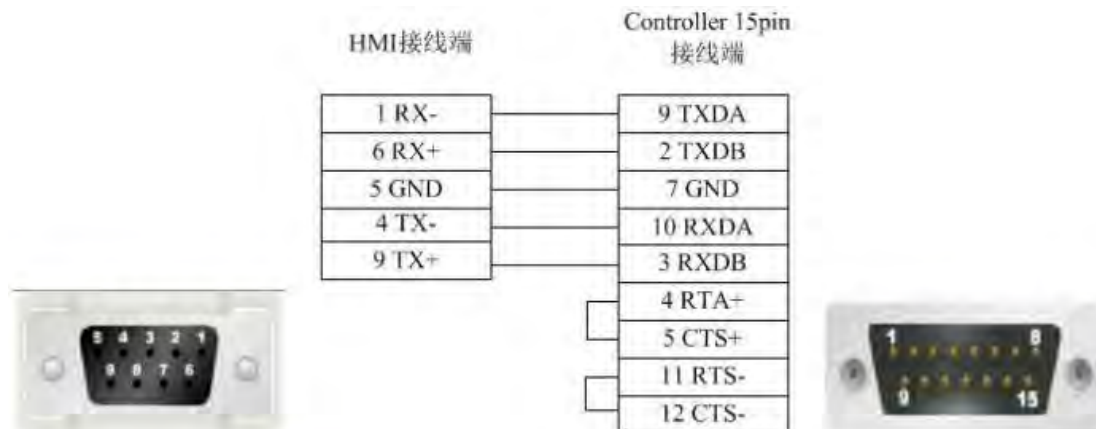 HMI接线端
Controller 15pin
接线端
1 RX-
6 RX+
5 GND
4 TX-
9 TX+
9 TXDA
2 TXDB
7 GND
10 RXDA
3 RXDB
4 RTA+
5 CTS+
11 RTS-
12 CTS-
5 4 3 2 1
9 8 7 6
1 8
9 15